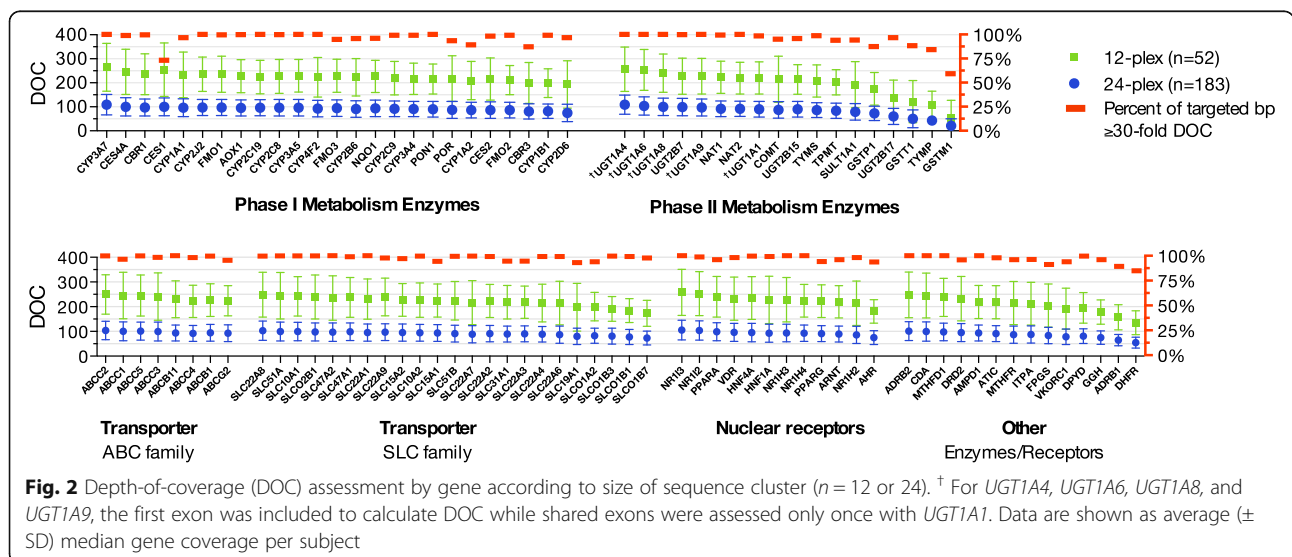 400
300
200
100
0
DOC
100%
75%
50%
25%
0%
12-plex (n=52)
24-plex (n=183)
Percent of targeted bp
≥30-fold DOC
CYP3A7
CES4A
CBR1
CES1
CYP1A1
CYP2J2
FMO1
AOX1
CYP2C19
CYP2C8
CYP3A5
CYP4F2
FMO3
CYP2B6
NQO1
CYP2C9
CYP3A4
PON1
POR
CYP1A2
CES2
FMO2
CBR3
CYP1B1
CYP2D6
†UGT1A4
†UGT1A6
†UGT1A8
UGT2B7
†UGT1A9
NAT1
NAT2
†UGT1A1
COMT
UGT2B15
TYMS
TPMT
SULT1A1
GSTP1
UGT2B17
GSTT1
TYMP
GSTM1
Phase I Metabolism Enzymes
Phase II Metabolism Enzymes
400
300
200
100
0
DOC
100%
75%
50%
25%
0%
ABCC2
ABCC1
ABCC5
ABCC3
ABCB11
ABCC4
ABCB1
ABCG2
SLC22A8
SLC51A
SLC10A1
SLCO2B1
SLC47A2
SLC47A1
SLC22A1
SLC22A9
SLC15A2
SLC10A2
SLC15A1
SLC51B
SLC22A7
SLC22A2
SLC31A1
SLC22A3
SLC22A4
SLC22A6
SLC19A1
SLCO1A2
SLCO1B3
SLCO1B1
SLCO1B7
NR1I3
NR1I2
PPARA
VDR
HNF4A
HNF1A
NR1H3
NR1H4
PPARG
ARNT
NR1H2
AHR
ADRB2
CDA
MTHFD1
DRD2
AMPD1
ATIC
MTHFR
ITPA
FPGS
VKORC1
DPYD
GGH
ADRB1
DHFR
Transporter
ABC family
Transporter
SLC family
Nuclear receptors
Other
Enzymes/Receptors
Fig. 2 Depth-of-coverage (DOC) assessment by gene according to size of sequence cluster (n = 12 or 24). † For UGT1A4, UGT1A6, UGT1A8, and
UGT1A9, the first exon was included to calculate DOC while shared exons were assessed only once with UGT1A1. Data are shown as average (±
SD) median gene coverage per subject